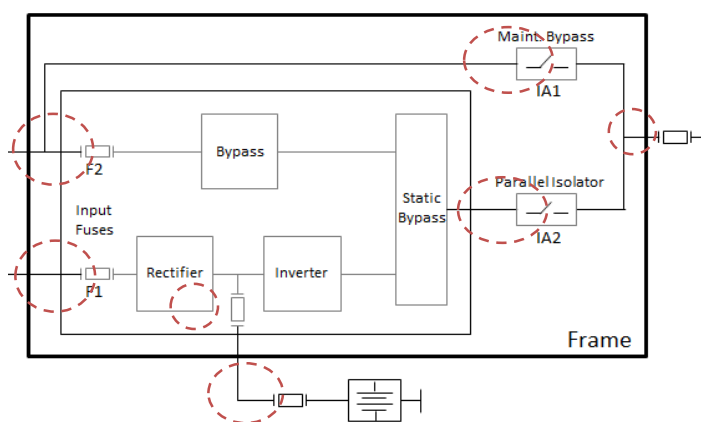 Maint. Bypass
IA1
F2
Bypass
Static
Bypass
Parallel Isolator
IA2
Input
Fuses
F1
Rectifier
Inverter
Frame